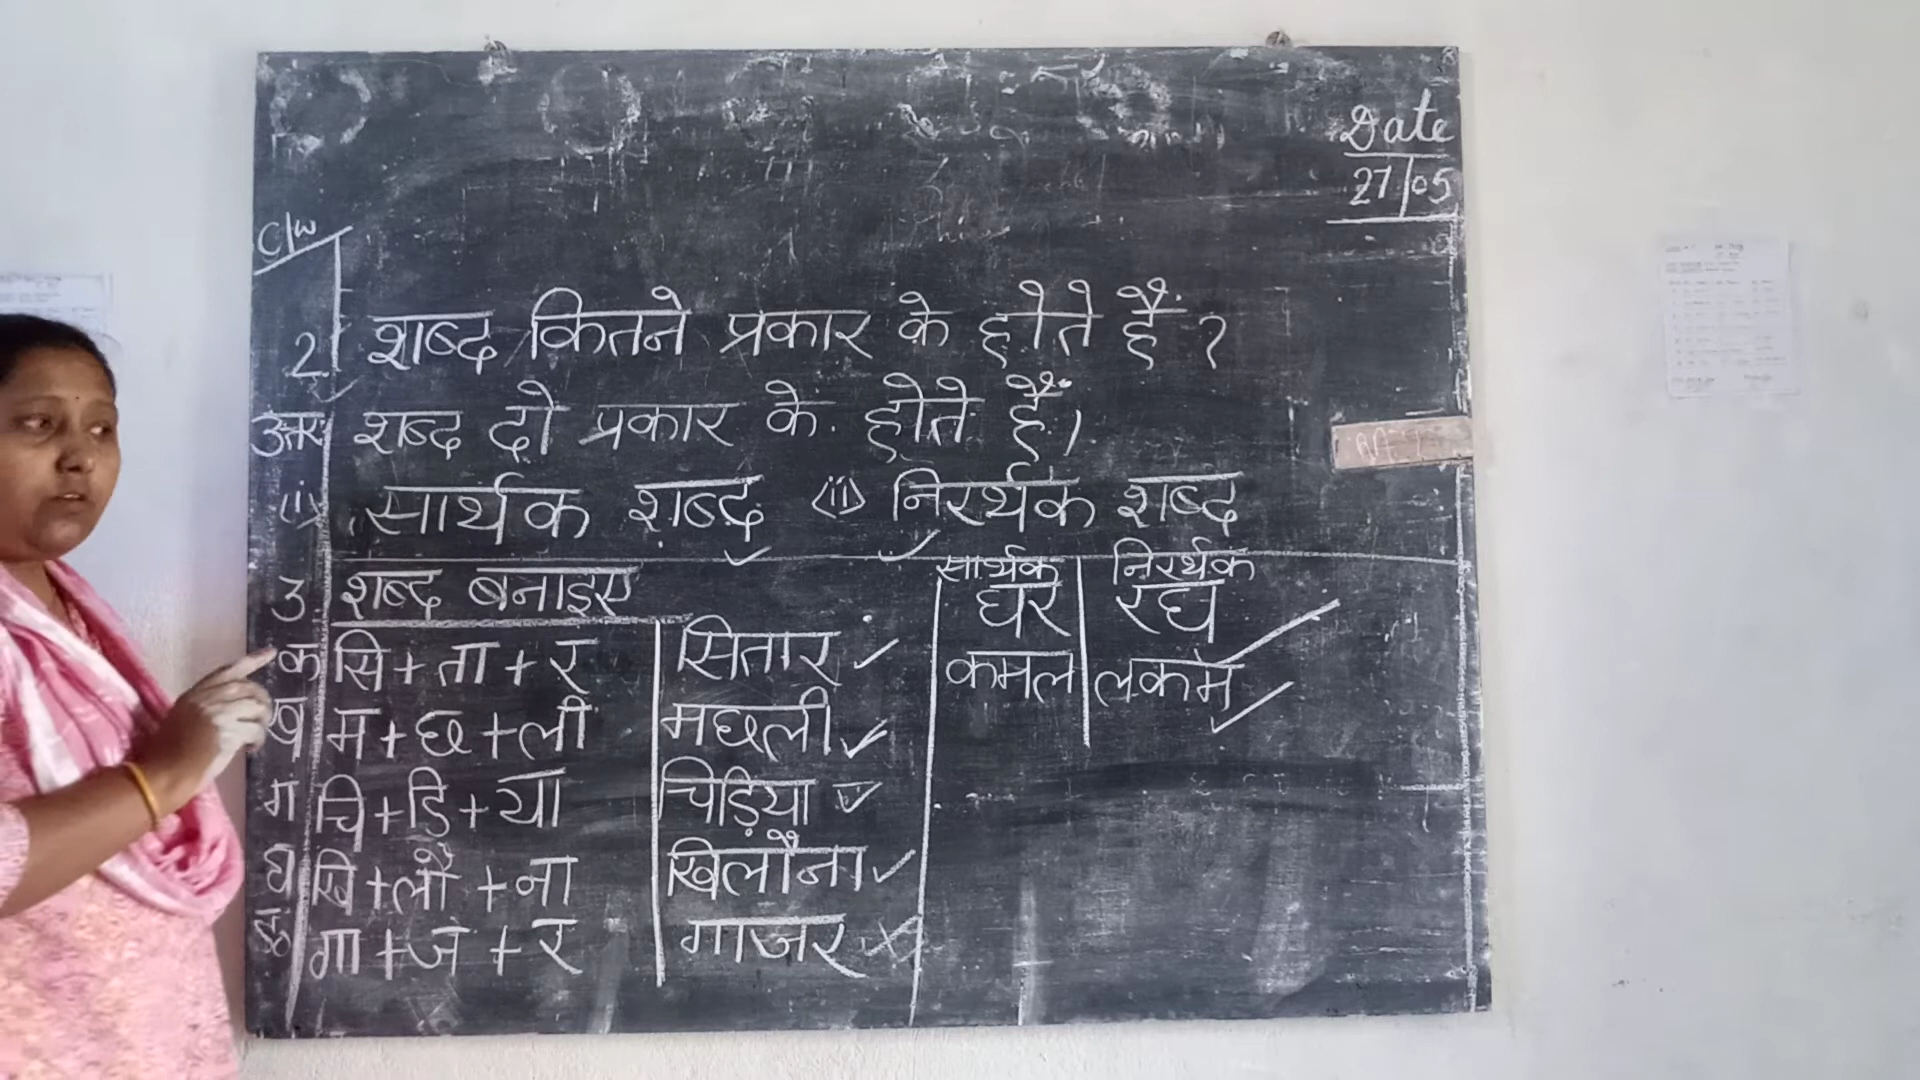 Date
27/05
C/w
2 शब्द कितने प्रकार के होते हैं ?
उत्तर शब्द दो प्रकार के होते हैं।
(i) सार्थक शब्द (ii) निरर्थक शब्द
3 शब्द बनाइए
क सि + ता + र सितार ✓
ख म + छ + ली मछली ✓
ग चि + ड़ि + या चिड़िया ✓
घ खि + लौ + ना खिलौना ✓
ङ गा + ज + र गाजर
सार्थक निरर्थक
घर रघ
कमल लकम